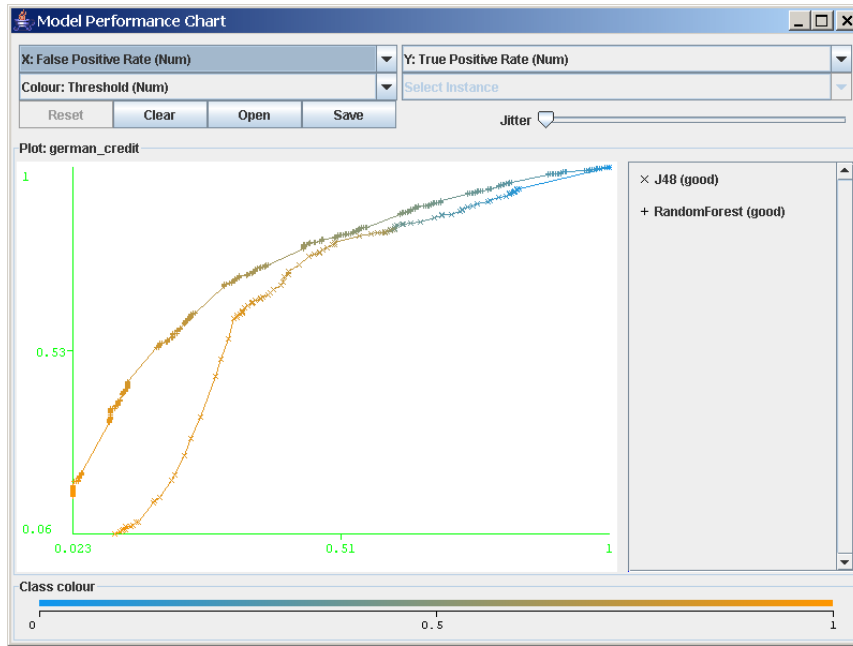 Model Performance Chart
X: False Positive Rate (Num) Y: True Positive Rate (Num)
Colour: Threshold (Num) Select Instance
Reset Clear Open Save Jitter
Plot: german_credit
1
0.53
0.06
0.023 0.51 1
× J48 (good)
+ RandomForest (good)
Class colour
0 0.5 1